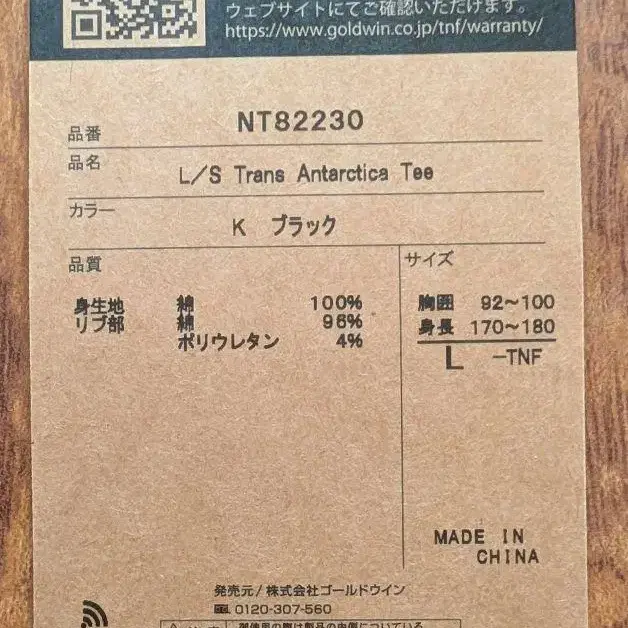 ウェブサイトにてご確認いただけます。
https://www.goldwin.co.jp/tnf/warranty/
品番 NT82230
品名 L/S Trans Antarctica Tee
カラー K ブラック
品質
身生地 綿 100%
リブ部 綿 96%
ポリウレタン 4%
サイズ
胸囲 92～100
身長 170～180
L -TNF
MADE IN
CHINA
発売元/株式会社ゴールドウイン
0120-307-560